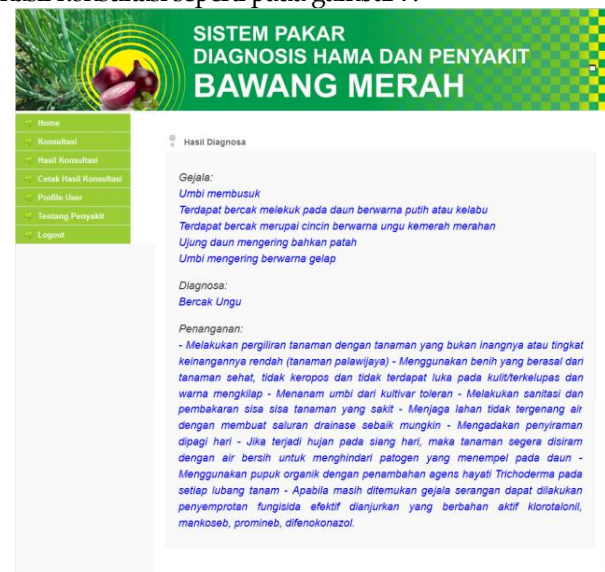 SISTEM PAKAR
DIAGNOSIS HAMA DAN PENYAKIT
BAWANG MERAH
Home
Konsultasi
Hasil Konsultasi
Cetak Hasil Konsultasi
Profile User
Tentang Penyakit
Logout
Hasil Diagnosa
Gejala:
Umbi membusuk
Terdapat bercak melekuk pada daun berwarna putih atau kelabu
Terdapat bercak merupai cincin berwarna ungu kemerah merahan
Ujung daun mengering bahkan patah
Umbi mengering berwarna gelap
Diagnosa:
Bercak Ungu
Penanganan:
- Melakukan pergiliran tanaman dengan tanaman yang bukan inangnya atau tingkat
keinangannya rendah (tanaman palawijaya) - Menggunakan benih yang berasal dari
tanaman sehat, tidak keropos dan tidak terdapat luka pada kulit/terkelupas dan
warna mengkilap - Menanam umbi dari kultivar toleran - Melakukan sanitasi dan
pembakaran sisa sisa tanaman yang sakit - Menjaga lahan tidak tergenang air
dengan membuat saluran drainase sebaik mungkin - Mengadakan penyiraman
dipagi hari - Jika terjadi hujan pada siang hari, maka tanaman segera disiram
dengan air bersih untuk menghindari patogen yang menempel pada daun -
Menggunakan pupuk organik dengan penambahan agens hayati Trichoderma pada
setiap lubang tanam - Apabila masih ditemukan gejala serangan dapat dilakukan
penyemprotan fungisida efektif dianjurkan yang berbahan aktif klorotalonil,
mankoseb, promineb, difenokonazol.